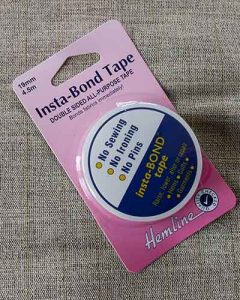 19mm
4.5m
Insta-Bond Tape
DOUBLE SIDED ALL-PURPOSE TAPE
Bonds fabrics immediately!
No Sewing
No Ironing
No Pins
Insta-BOND
tape
Hemline